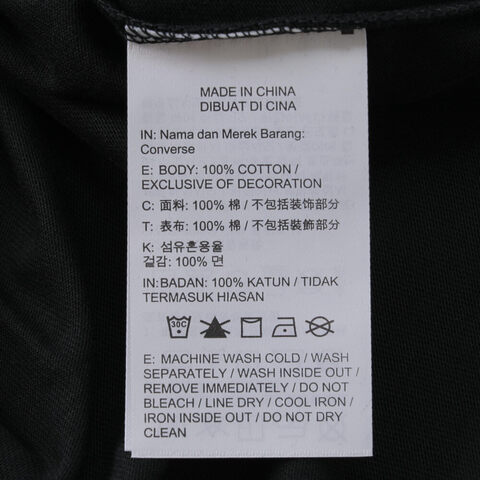 MADE IN CHINA
DIBUAT DI CINA
IN: Nama dan Merek Barang:
Converse
E: BODY: 100% COTTON /
EXCLUSIVE OF DECORATION
C: 面料: 100% 棉 / 不包括装饰部分
T: 表布: 100% 棉 / 不包括裝飾部分
K: 섬유혼용율
겉감: 100% 면
IN:BADAN: 100% KATUN / TIDAK
TERMASUK HIASAN
30C
E: MACHINE WASH COLD / WASH
SEPARATELY / WASH INSIDE OUT /
REMOVE IMMEDIATELY / DO NOT
BLEACH / LINE DRY / COOL IRON /
IRON INSIDE OUT / DO NOT DRY
CLEAN